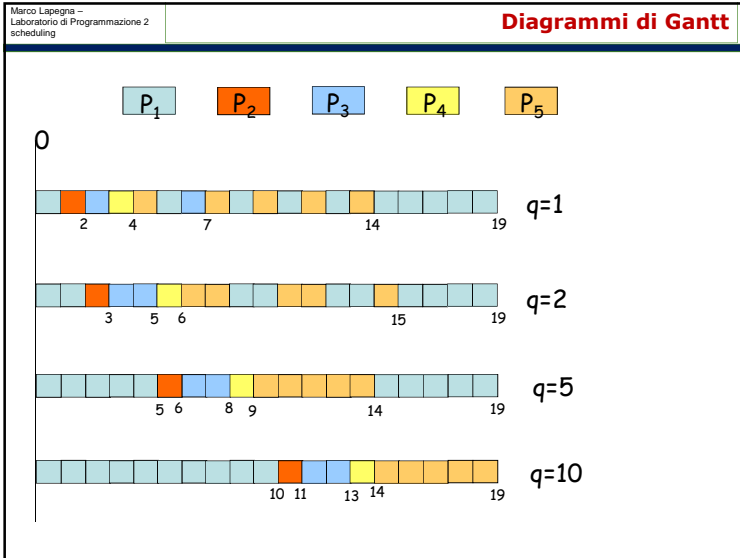 Marco Lapegna –
Laboratorio di Programmazione 2
scheduling
Diagrammi di Gantt
P1 P2 P3 P4 P5
0
q=1
2 4 7 14 19
q=2
3 5 6 15 19
q=5
5 6 8 9 14 19
q=10
10 11 13 14 19